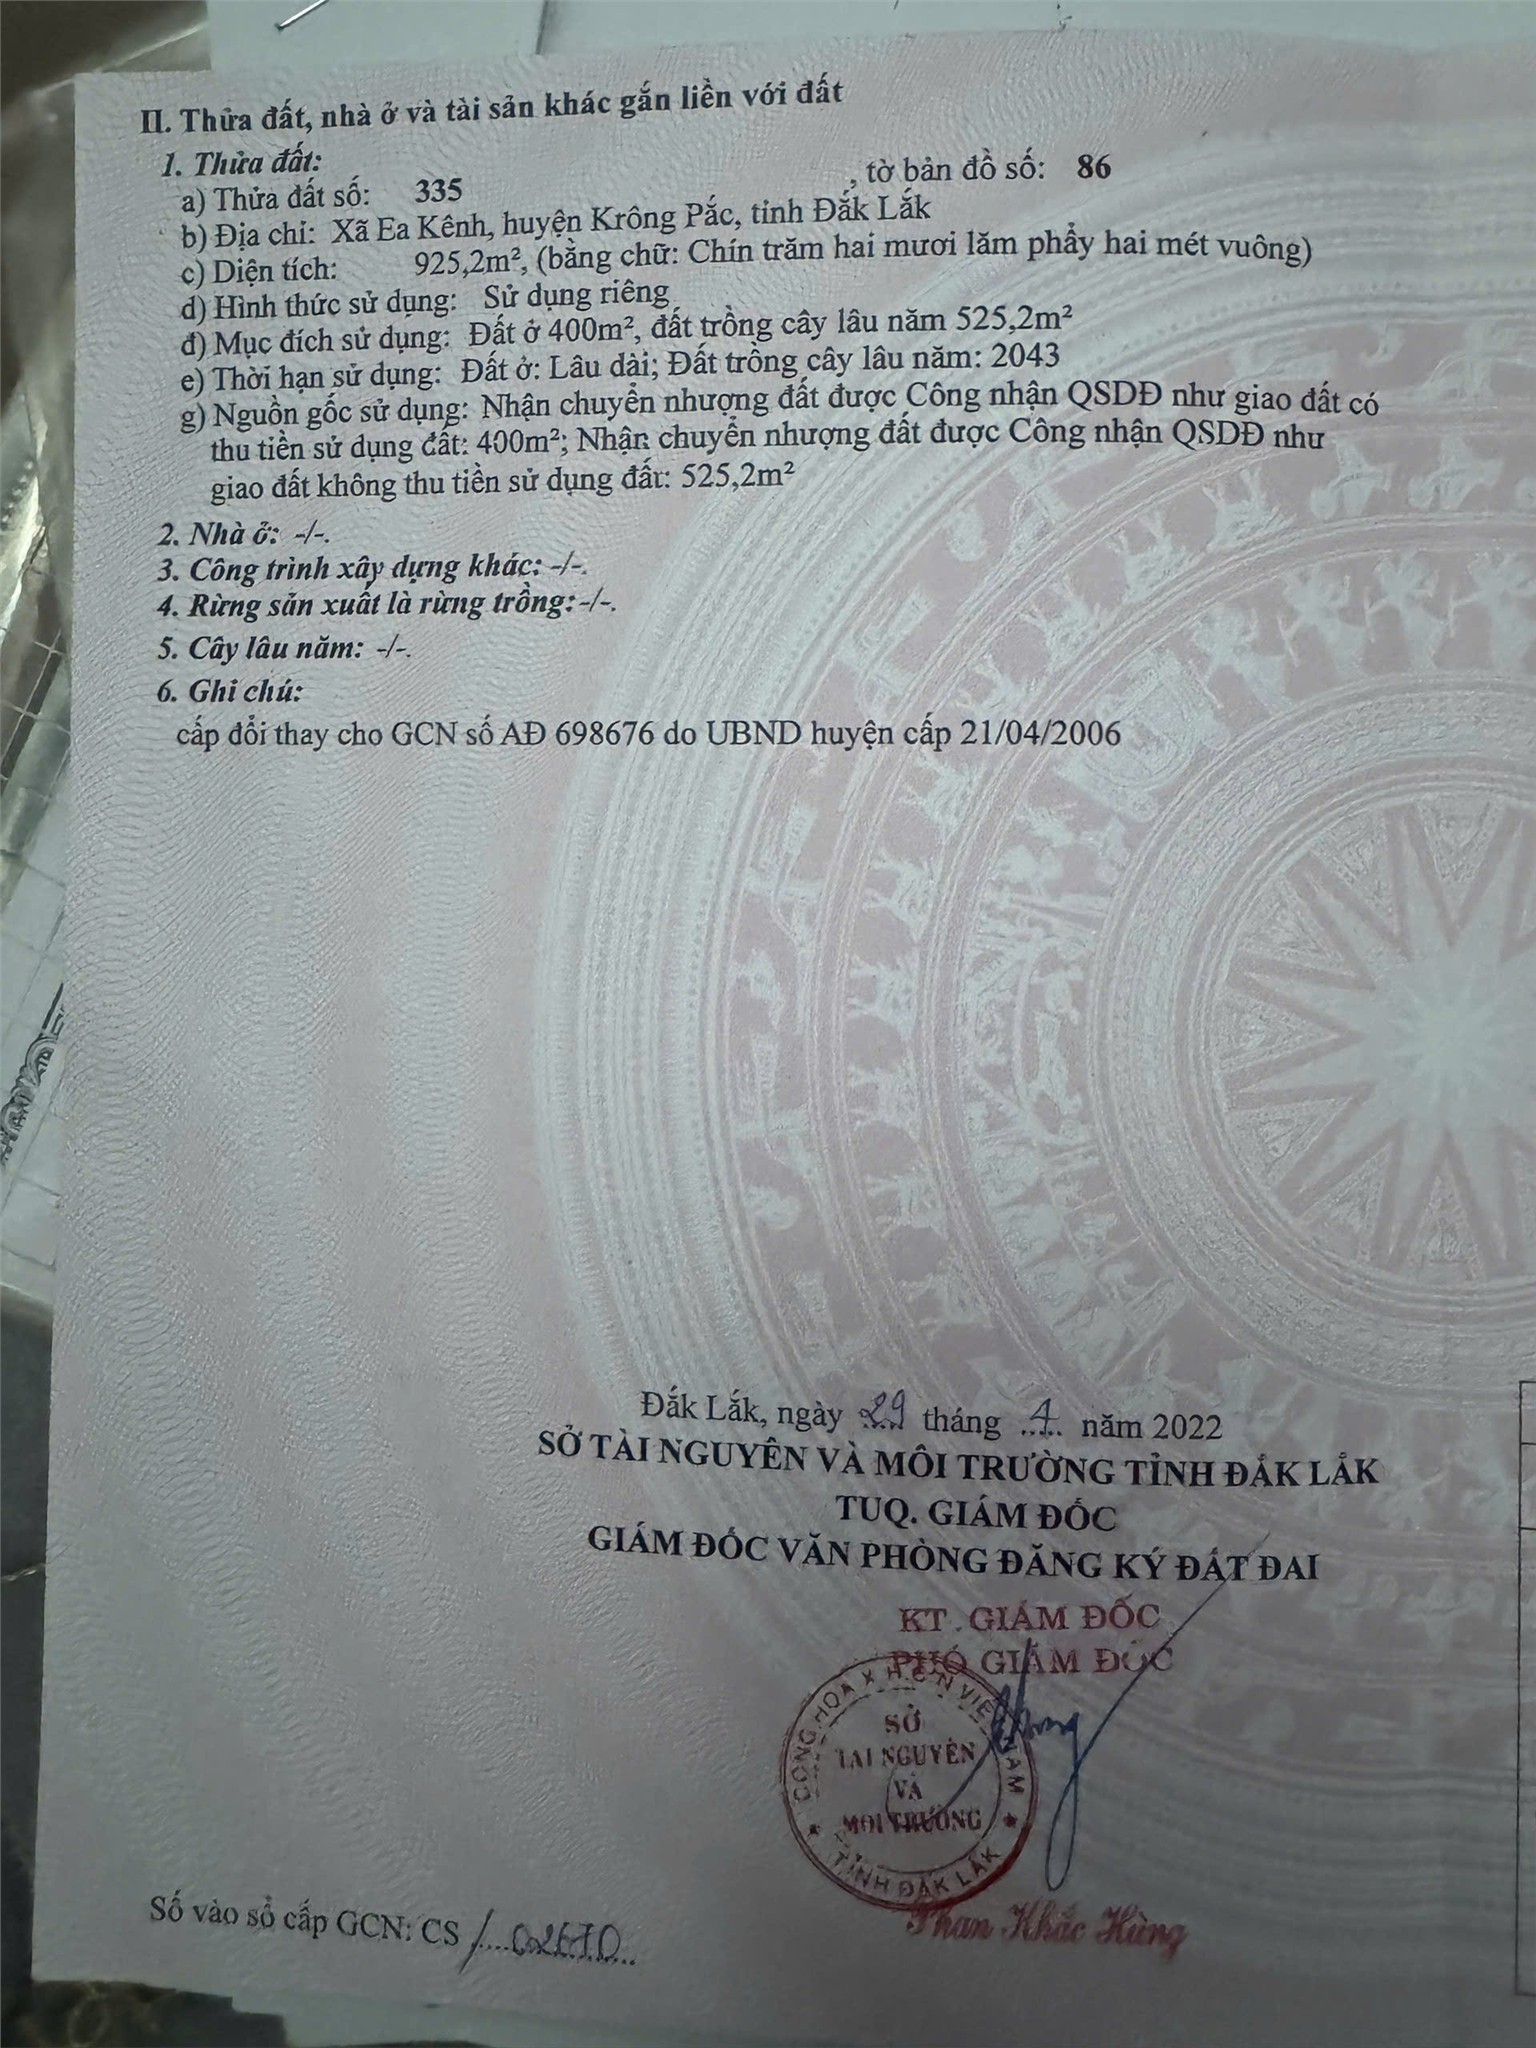 II. Thửa đất, nhà ở và tài sản khác gắn liền với đất
1. Thửa đất:
a) Thửa đất số: 335 , tờ bản đồ số: 86
b) Địa chỉ: Xã Ea Kênh, huyện Krông Pắc, tỉnh Đắk Lắk
c) Diện tích: 925,2m², (bằng chữ: Chín trăm hai mươi lăm phẩy hai mét vuông)
d) Hình thức sử dụng: Sử dụng riêng
đ) Mục đích sử dụng: Đất ở 400m², đất trồng cây lâu năm 525,2m²
e) Thời hạn sử dụng: Đất ở: Lâu dài; Đất trồng cây lâu năm: 2043
g) Nguồn gốc sử dụng: Nhận chuyển nhượng đất được Công nhận QSDĐ như giao đất có
thu tiền sử dụng đất: 400m²; Nhận chuyển nhượng đất được Công nhận QSDĐ như
giao đất không thu tiền sử dụng đất: 525,2m²
2. Nhà ở: -/-.
3. Công trình xây dựng khác: -/-.
4. Rừng sản xuất là rừng trồng: -/-.
5. Cây lâu năm: -/-.
6. Ghi chú:
cấp đổi thay cho GCN số AĐ 698676 do UBND huyện cấp 21/04/2006
Đắk Lắk, ngày 29 tháng 4 năm 2022
SỞ TÀI NGUYÊN VÀ MÔI TRƯỜNG TỈNH ĐẮK LẮK
TUQ. GIÁM ĐỐC
GIÁM ĐỐC VĂN PHÒNG ĐĂNG KÝ ĐẤT ĐAI
KT. GIÁM ĐỐC
PHÓ GIÁM ĐỐC
CỘNG HÒA X.H.C.N VIỆT NAM
SỞ
TÀI NGUYÊN
VÀ
MÔI TRƯỜNG
TỈNH ĐẮK LẮK
Phan Khắc Hùng
Số vào sổ cấp GCN: CS / 02670